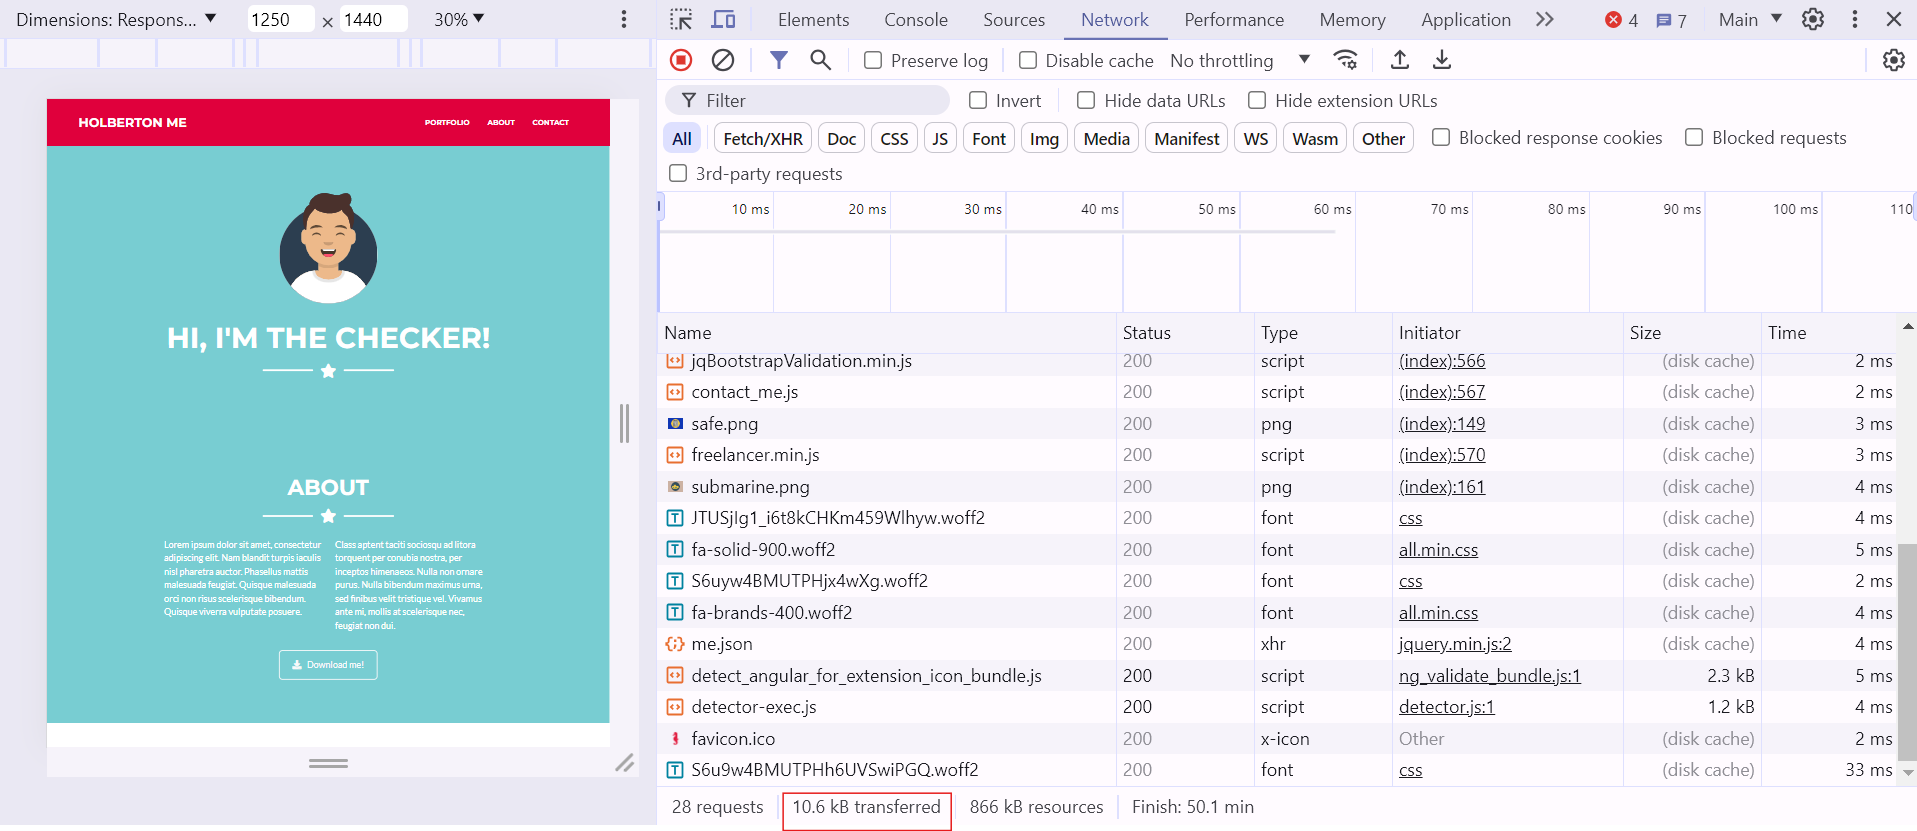 Dimensions: Respons... ▼ 1250 × 1440 30% ▼
Elements Console Sources Network Performance Memory Application 4 7 Main ▼
Preserve log Disable cache No throttling ▼
Filter Invert Hide data URLs Hide extension URLs
All Fetch/XHR Doc CSS JS Font Img Media Manifest WS Wasm Other Blocked response cookies Blocked requests
3rd-party requests
10 ms 20 ms 30 ms 40 ms 50 ms 60 ms 70 ms 80 ms 90 ms 100 ms 110
Name Status Type Initiator Size Time
jqBootstrapValidation.min.js 200 script (index):566 (disk cache) 2 ms
contact_me.js 200 script (index):567 (disk cache) 2 ms
safe.png 200 png (index):149 (disk cache) 3 ms
freelancer.min.js 200 script (index):570 (disk cache) 3 ms
submarine.png 200 png (index):161 (disk cache) 4 ms
JTUSjIg1_i6t8kCHKm459Wlhyw.woff2 200 font css (disk cache) 4 ms
fa-solid-900.woff2 200 font all.min.css (disk cache) 5 ms
S6uyw4BMUTPHjx4wXg.woff2 200 font css (disk cache) 2 ms
fa-brands-400.woff2 200 font all.min.css (disk cache) 4 ms
me.json 200 xhr jquery.min.js:2 (disk cache) 4 ms
detect_angular_for_extension_icon_bundle.js 200 script ng_validate_bundle.js:1 2.3 kB 5 ms
detector-exec.js 200 script detector.js:1 1.2 kB 4 ms
favicon.ico 200 x-icon Other (disk cache) 2 ms
S6u9w4BMUTPHh6UVSwiPGQ.woff2 200 font css (disk cache) 33 ms
28 requests 10.6 kB transferred 866 kB resources Finish: 50.1 min
HOLBERTON ME PORTFOLIO ABOUT CONTACT
HI, I'M THE CHECKER!
ABOUT
Lorem ipsum dolor sit amet, consectetur
adipiscing elit. Nam blandit turpis iaculis
nisl pharetra auctor. Phasellus mattis
malesuada feugiat. Quisque malesuada
orci non risus scelerisque bibendum.
Quisque viverra vulputate posuere.
Class aptent taciti sociosqu ad litora
torquent per conubia nostra, per
inceptos himenaeos. Nulla non ornare
purus. Nulla bibendum maximus urna,
sed finibus velit tristique vel. Vivamus
ante mi, mollis at scelerisque nec,
feugiat non dui.
Download me!